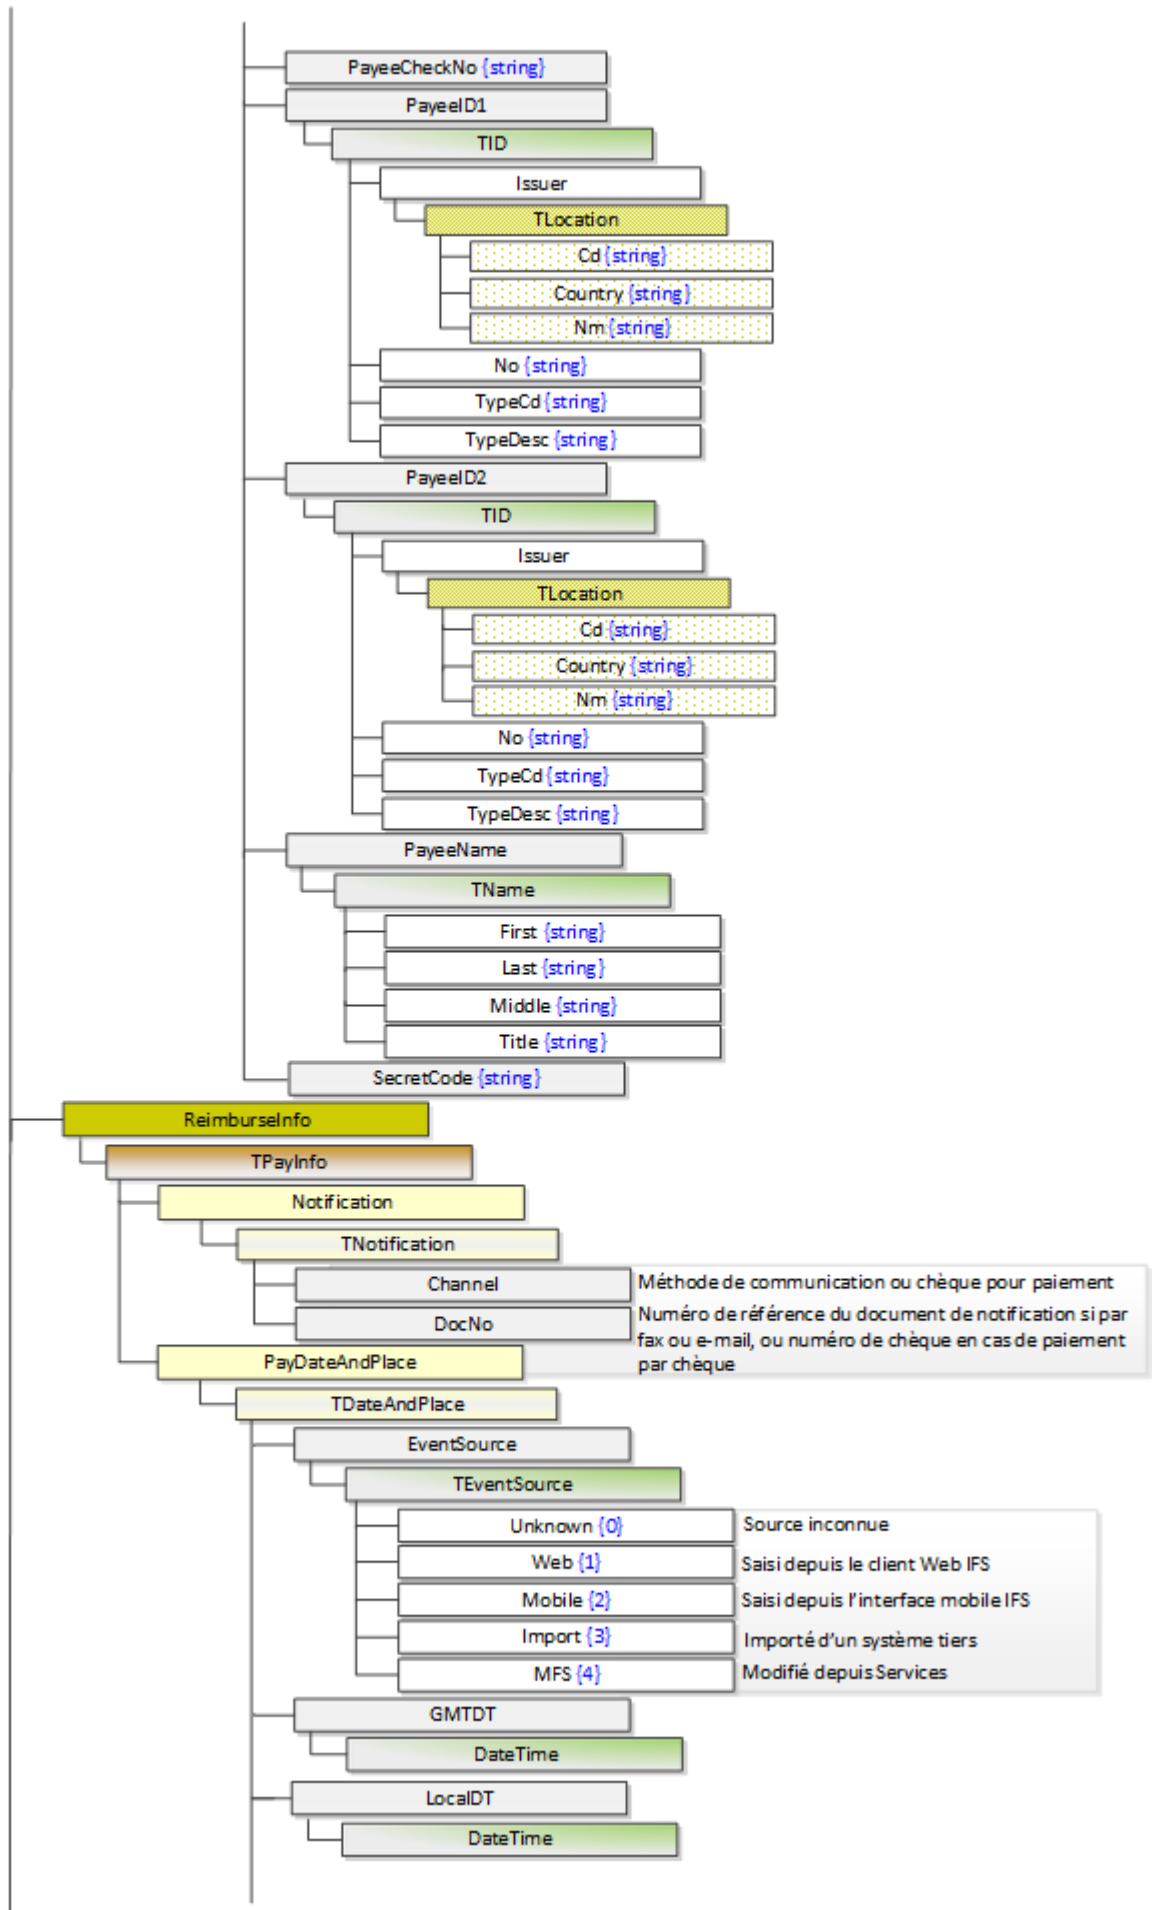 PayeeCheckNo {string}
PayeeID1
TID
Issuer
TLocation
Cd {string}
Country {string}
Nm {string}
No {string}
TypeCd {string}
TypeDesc {string}
PayeeID2
TID
Issuer
TLocation
Cd {string}
Country {string}
Nm {string}
No {string}
TypeCd {string}
TypeDesc {string}
PayeeName
TName
First {string}
Last {string}
Middle {string}
Title {string}
SecretCode {string}
ReimburseInfo
TPayInfo
Notification
TNotification
Channel
Méthode de communication ou chèque pour paiement
DocNo
Numéro de référence du document de notification si par
fax ou e-mail, ou numéro de chèque en cas de paiement
par chèque
PayDateAndPlace
TDateAndPlace
EventSource
TEventSource
Unknown {0}
Source inconnue
Web {1}
Saisi depuis le client Web IFS
Mobile {2}
Saisi depuis l'interface mobile IFS
Import {3}
Importé d'un système tiers
MFS {4}
Modifié depuis Services
GMTDT
DateTime
LocalDT
DateTime